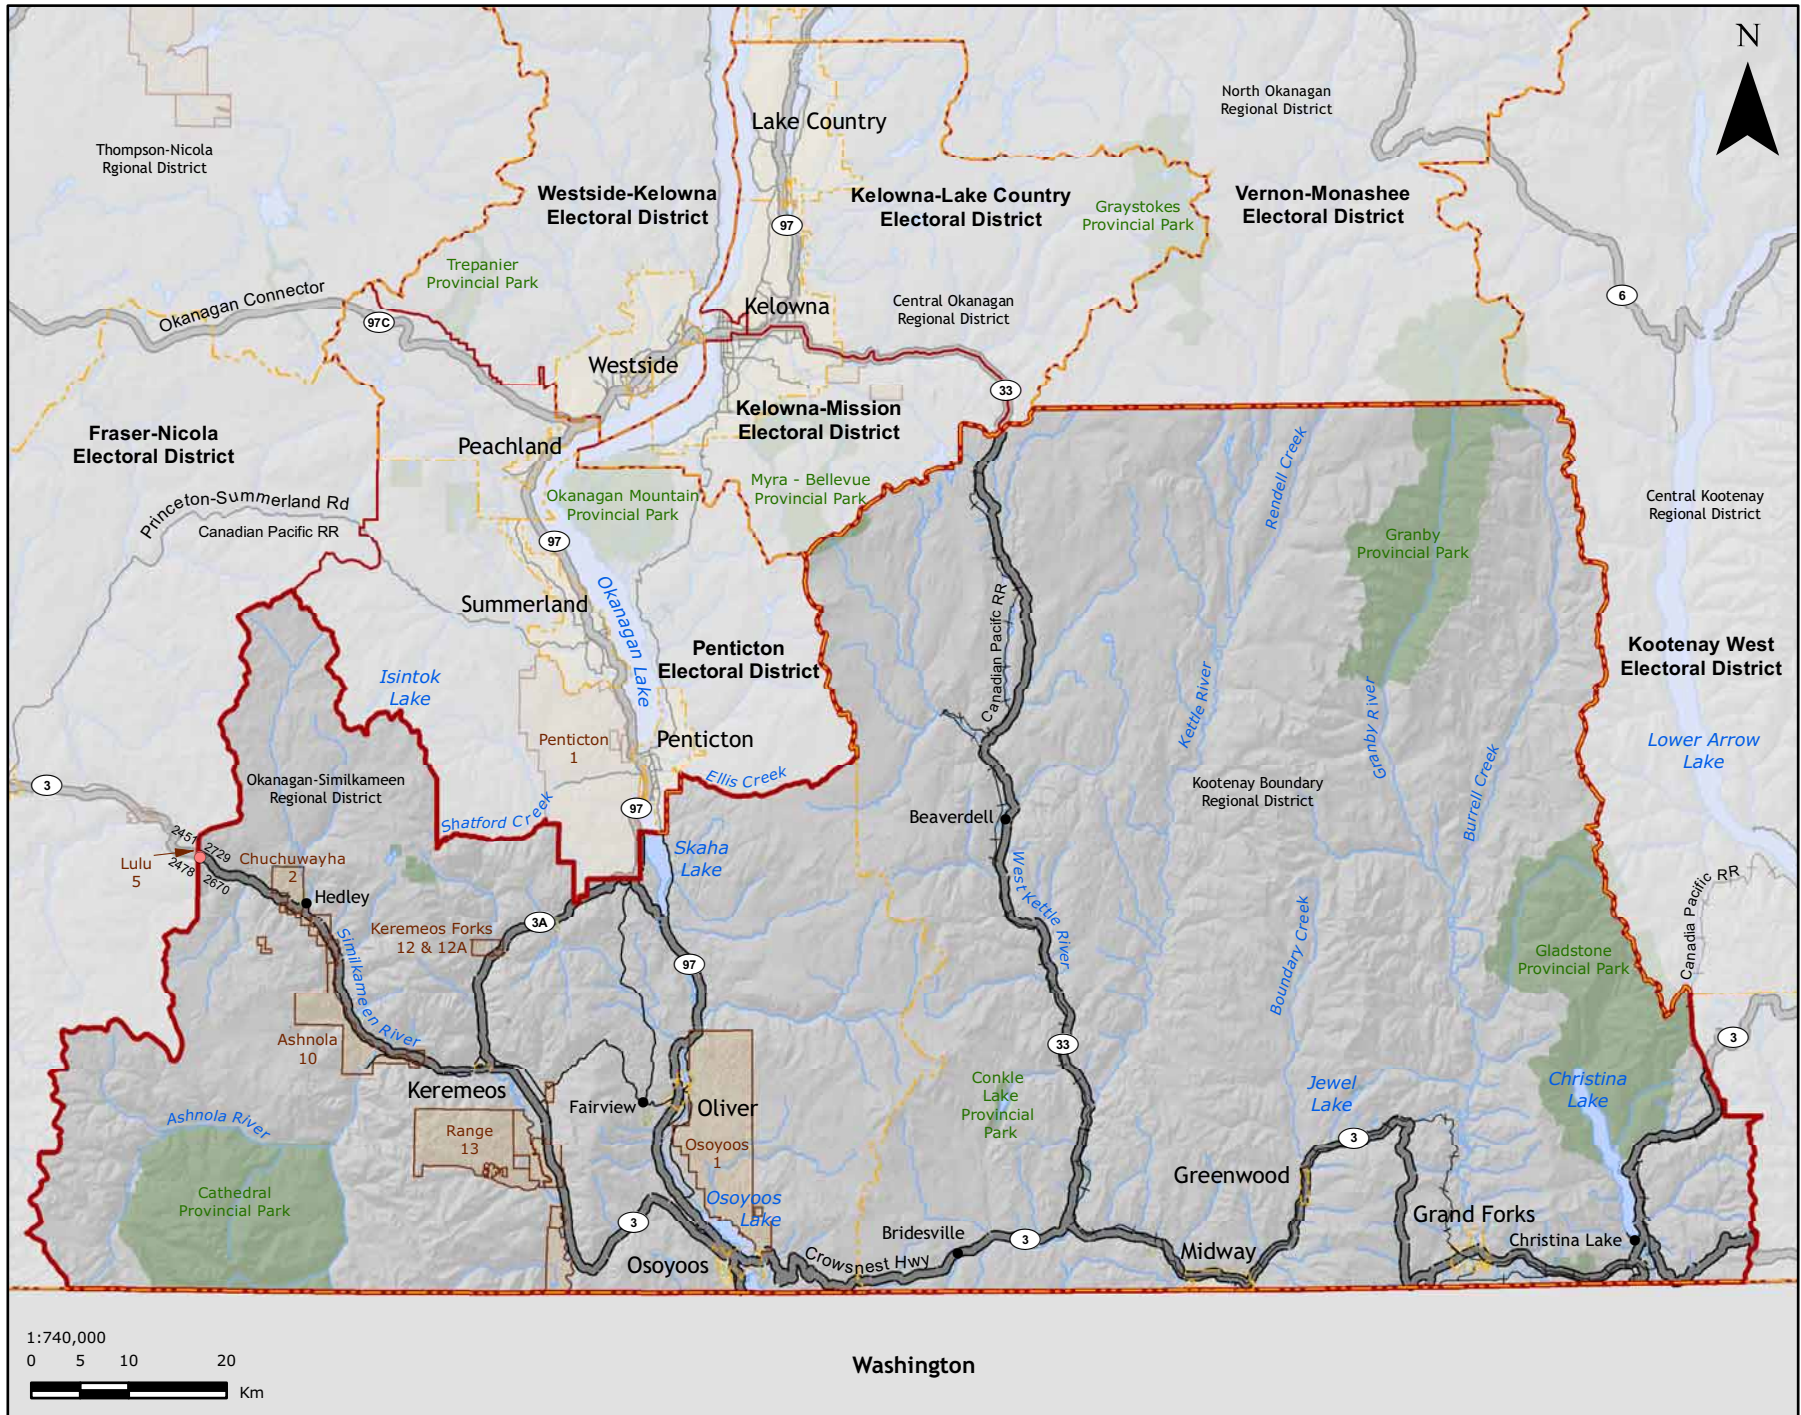 N
North Okanagan
Regional District
Lake Country
Thompson-Nicola
Rgional District
Westside-Kelowna
Electoral District
Kelowna-Lake Country
Electoral District
Vernon-Monashee
Electoral District
Graystokes
Provincial Park
97
Trepanier
Provincial Park
Okanagan Connector
97C
Kelowna
Central Okanagan
Regional District
6
Westside
33
Kelowna-Mission
Electoral District
Fraser-Nicola
Electoral District
Peachland
Myra - Bellevue
Provincial Park
Okanagan Mountain
Provincial Park
Rendell Creek
Central Kootenay
Regional District
Princeton-Summerland Rd
Canadian Pacific RR
97
Granby
Provincial Park
Summerland
Okanagan Lake
Canadian Pacifc RR
Penticton
Electoral District
Kootenay West
Electoral District
Isintok
Lake
Kettle River
Granby River
Penticton
1
Penticton
Lower Arrow
Lake
Ellis Creek
Okanagan-Similkameen
Regional District
3
Kootenay Boundary
Regional District
Burrell Creek
Shatford Creek
97
Beaverdell
2451
2729
2478
2670
Lulu
5
Chuchuwayha
2
Skaha
Lake
West Kettle River
Canadia Pacific RR
Hedley
Keremeos Forks
12 & 12A
3A
Similkameen River
97
Boundary Creek
Gladstone
Provincial Park
Ashnola
10
33
3
Keremeos
Fairview
Oliver
Conkle
Lake
Provincial
Park
Jewel
Lake
Christina
Lake
Ashnola River
Range
13
Osoyoos
1
3
Greenwood
Cathedral
Provincial Park
Osoyoos
Lake
3
Bridesville
3
Grand Forks
Christina Lake
Osoyoos
Crowsnest Hwy
Midway
1:740,000
0 5 10 20
Km
Washington